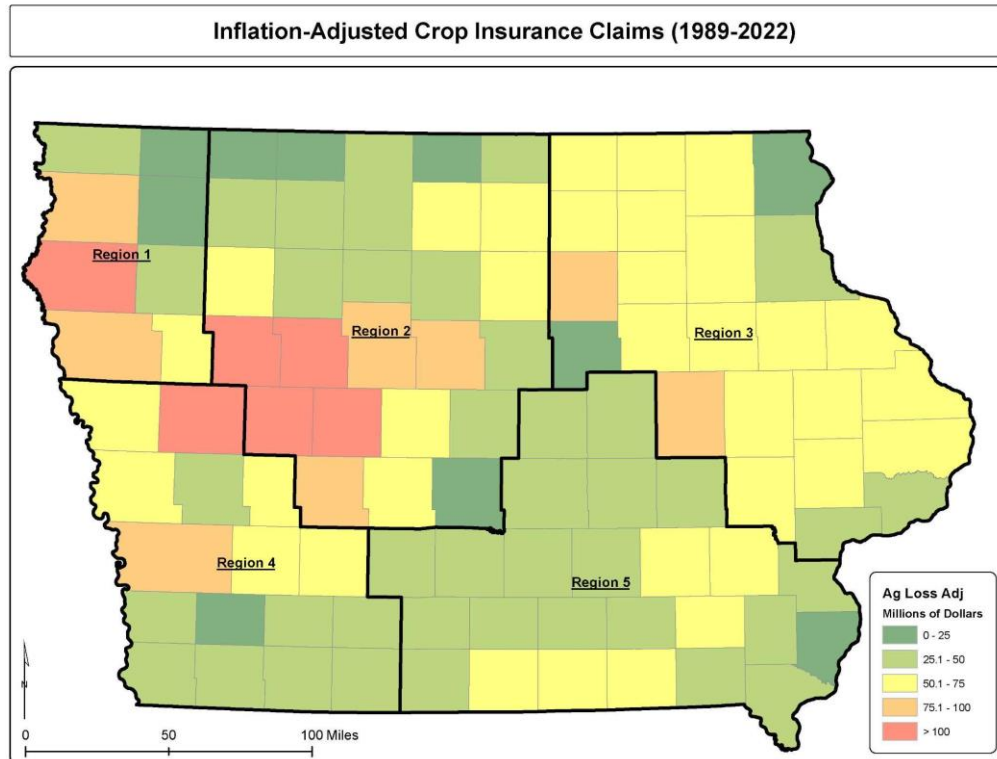 Inflation-Adjusted Crop Insurance Claims (1989-2022)
Region 1
Region 2
Region 3
Region 4
Region 5
Ag Loss Adj
Millions of Dollars
0 - 25
25.1 - 50
50.1 - 75
75.1 - 100
> 100
N
0 50 100 Miles